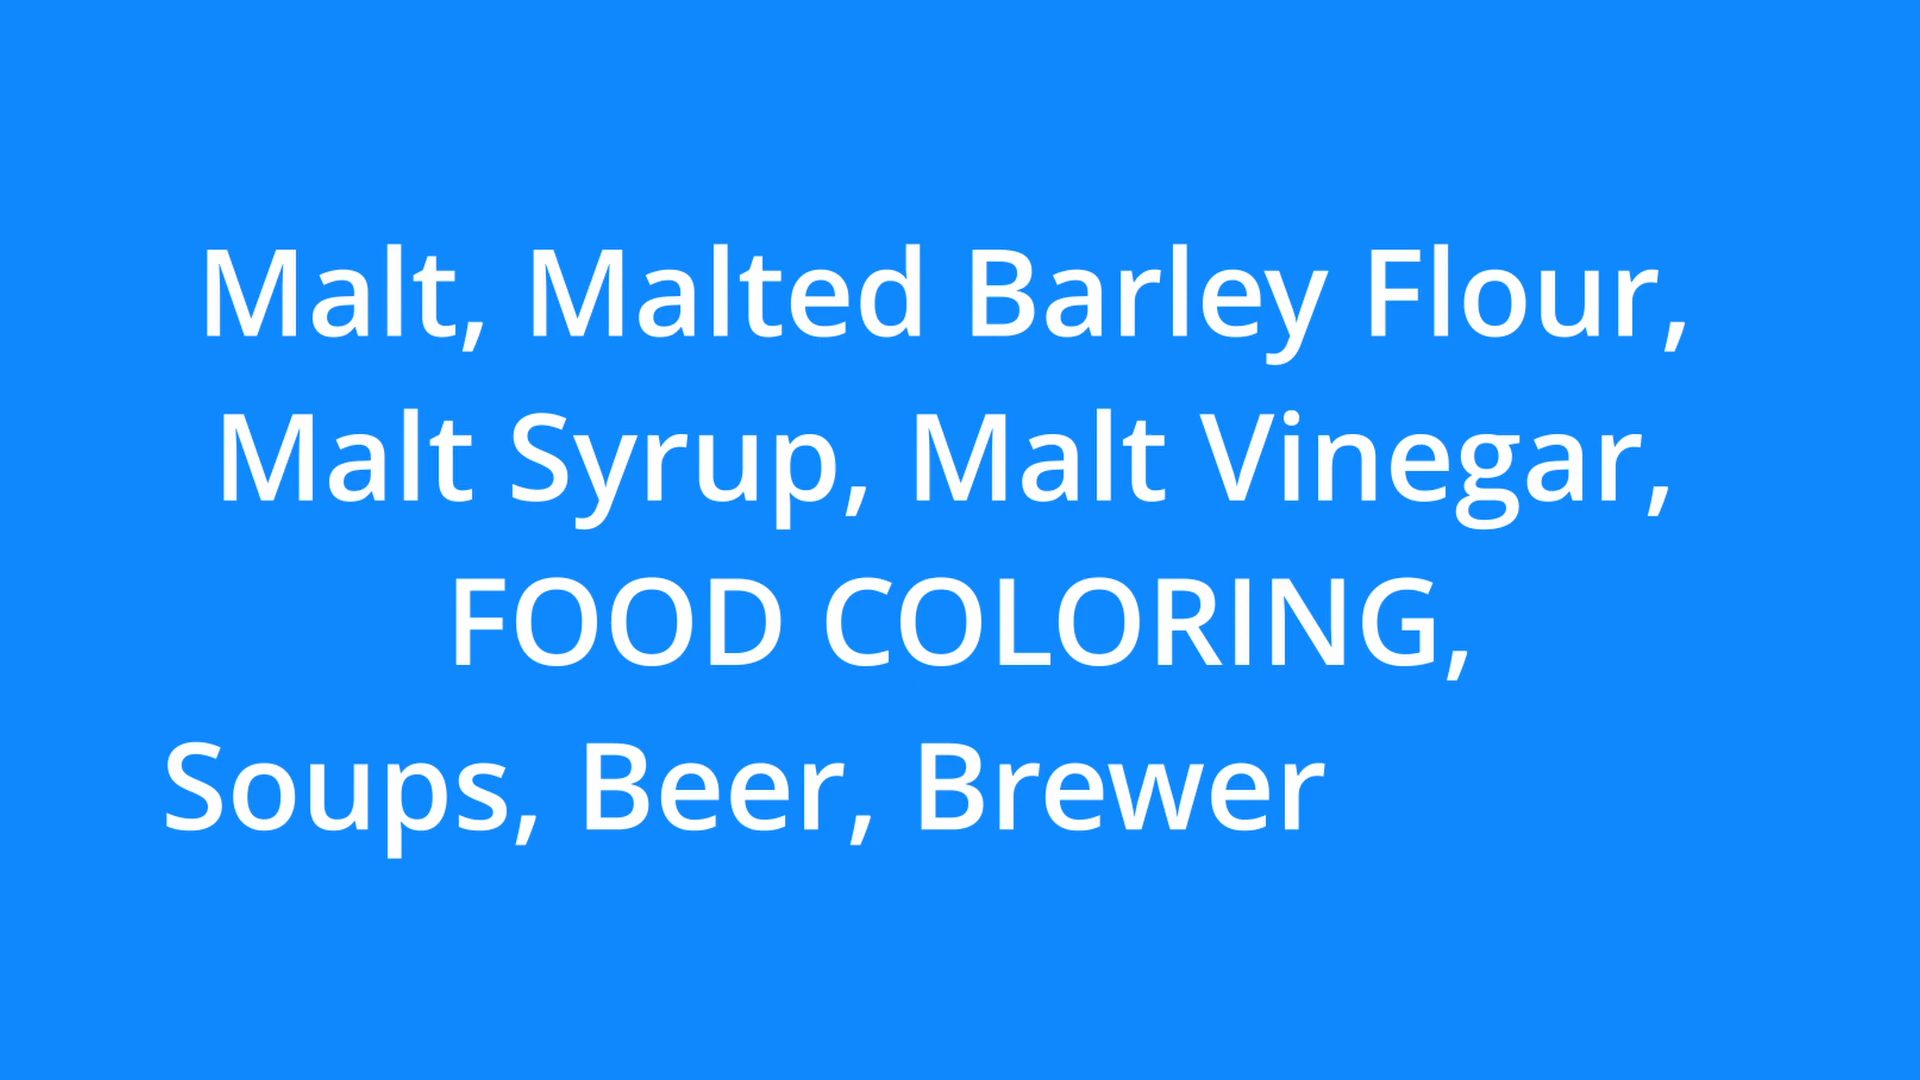 Malt, Malted Barley Flour,
Malt Syrup, Malt Vinegar,
FOOD COLORING,
Soups, Beer, Brewer